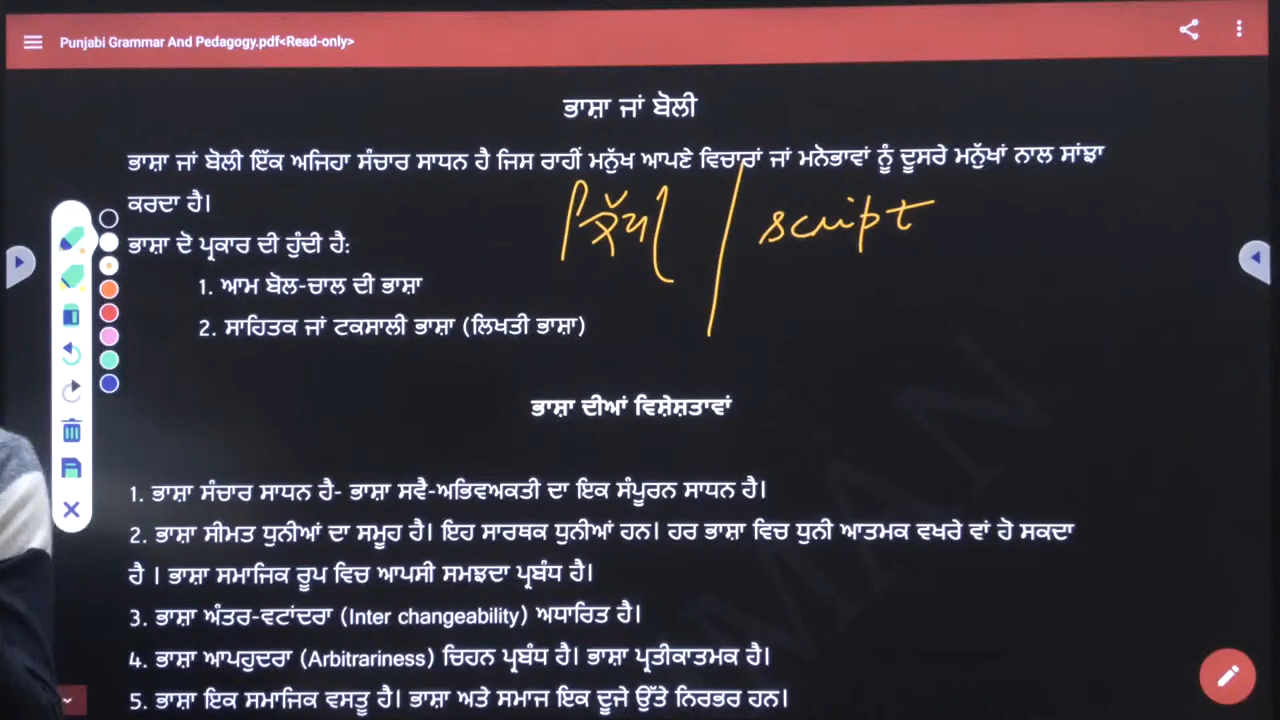 Punjabi Grammar And Pedagogy.pdf<Read-only>
ਭਾਸ਼ਾ ਜਾਂ ਬੋਲੀ
ਭਾਸ਼ਾ ਜਾਂ ਬੋਲੀ ਇੱਕ ਅਜਿਹਾ ਸੰਚਾਰ ਸਾਧਨ ਹੈ ਜਿਸ ਰਾਹੀਂ ਮਨੁੱਖ ਆਪਣੇ ਵਿਚਾਰਾਂ ਜਾਂ ਮਨੋਭਾਵਾਂ ਨੂੰ ਦੂਸਰੇ ਮਨੁੱਖਾਂ ਨਾਲ ਸਾਂਝਾ
ਕਰਦਾ ਹੈ।
script
ਭਾਸ਼ਾ ਦੋ ਪ੍ਰਕਾਰ ਦੀ ਹੁੰਦੀ ਹੈ:
1. ਆਮ ਬੋਲ-ਚਾਲ ਦੀ ਭਾਸ਼ਾ
2. ਸਾਹਿਤਕ ਜਾਂ ਟਕਸਾਲੀ ਭਾਸ਼ਾ (ਲਿਖਤੀ ਭਾਸ਼ਾ)
ਭਾਸ਼ਾ ਦੀਆਂ ਵਿਸ਼ੇਸ਼ਤਾਵਾਂ
1. ਭਾਸ਼ਾ ਸੰਚਾਰ ਸਾਧਨ ਹੈ- ਭਾਸ਼ਾ ਸਵੈ-ਅਭਿਵਅਕਤੀ ਦਾ ਇਕ ਸੰਪੂਰਨ ਸਾਧਨ ਹੈ।
2. ਭਾਸ਼ਾ ਸੀਮਤ ਧੁਨੀਆਂ ਦਾ ਸਮੂਹ ਹੈ। ਇਹ ਸਾਰਥਕ ਧੁਨੀਆਂ ਹਨ। ਹਰ ਭਾਸ਼ਾ ਵਿਚ ਧੁਨੀ ਆਤਮਕ ਵਖਰੇਵਾਂ ਹੋ ਸਕਦਾ
ਹੈ । ਭਾਸ਼ਾ ਸਮਾਜਿਕ ਰੂਪ ਵਿਚ ਆਪਸੀ ਸਮਝਦਾ ਪ੍ਰਬੰਧ ਹੈ।
3. ਭਾਸ਼ਾ ਅੰਤਰ-ਵਟਾਂਦਰਾ (Inter changeability) ਅਧਾਰਿਤ ਹੈ।
4. ਭਾਸ਼ਾ ਆਪਹੁਦਰਾ (Arbitrariness) ਚਿਹਨ ਪ੍ਰਬੰਧ ਹੈ। ਭਾਸ਼ਾ ਪ੍ਰਤੀਕਾਤਮਕ ਹੈ।
5. ਭਾਸ਼ਾ ਇਕ ਸਮਾਜਿਕ ਵਸਤੂ ਹੈ। ਭਾਸ਼ਾ ਅਤੇ ਸਮਾਜ ਇਕ ਦੂਜੇ ਉੱਤੇ ਨਿਰਭਰ ਹਨ।
MAN